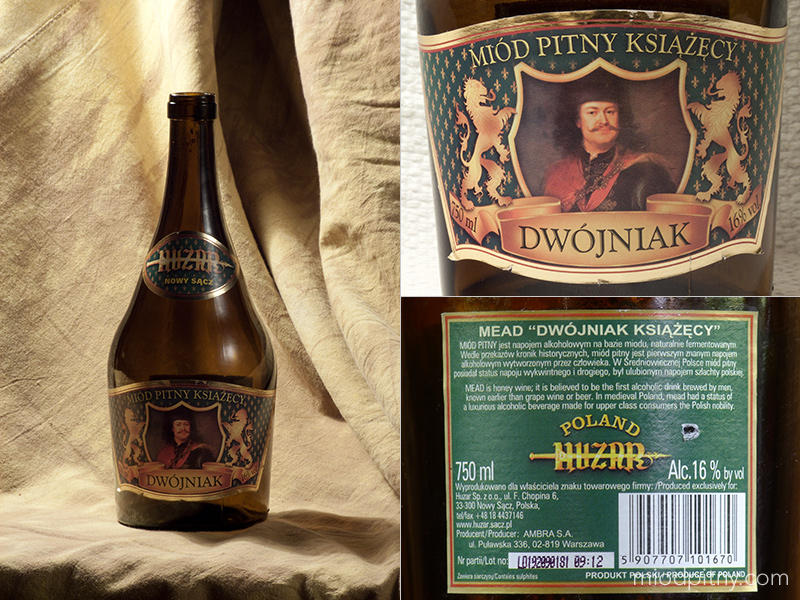 HUZAR
NOWY SĄCZ
MIÓD PITNY KSIĄŻĘCY
DWÓJNIAK
MIÓD PITNY KSIĄŻĘCY
750 ml
16% vol
DWÓJNIAK
MEAD “DWÓJNIAK KSIĄŻĘCY”
MIÓD PITNY jest napojem alkoholowym na bazie miodu, naturalnie fermentowanym.
Wedle przekazów kronik historycznych, miód pitny jest pierwszym znanym napojem
alkoholowym wytworzonym przez człowieka. W Średniowiecznej Polsce miód pitny
posiadał status napoju wykwintnego i drogiego, był ulubionym napojem szlachty polskiej.
MEAD is honey wine; it is believed to be the first alcoholic drink brewed by men,
known earlier than grape wine or beer. In medieval Poland, mead had a status of
a luxurious alcoholic beverage made for upper class consumers the Polish nobility.
POLAND
HUZAR
750 ml
Alc.16 % by vol
Wyprodukowano dla właściciela znaku towarowego firmy:/Produced exclusively for:
Huzar Sp. z o.o., ul. F. Chopina 6,
33-300 Nowy Sącz, Polska,
tel/fax +48 18 4437146
www.huzar.sacz.pl
Producent/Producer: AMBRA S.A.
ul. Puławska 336, 02-819 Warszawa
Nr partii/Lot no: 09:12
5 907707 101670
Zawiera siarczyny/Contains sulphites
PRODUKT POLSKI / PRODUCE OF POLAND
miodpitny.com